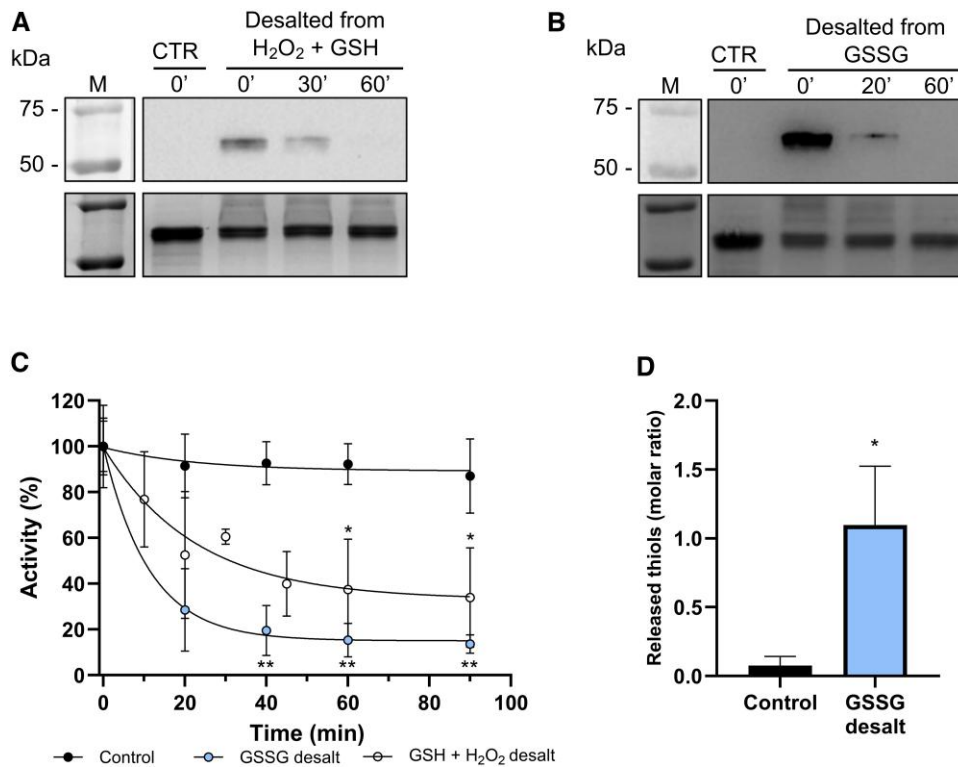 A
Desalted from
kDa
CTR
H₂O₂ + GSH
M
0’
0’
30’
60’
75 -
50 -
B
Desalted from
kDa
CTR
GSSG
M
0’
0’
20’
60’
75 -
50 -
C
Activity (%)
120
100
80
60
40
20
0
*
*
**
**
**
0
20
40
60
80
100
Time (min)
Control
GSSG desalt
GSH + H₂O₂ desalt
D
Released thiols (molar ratio)
2.0
1.5
1.0
0.5
0.0
*
Control
GSSG
desalt